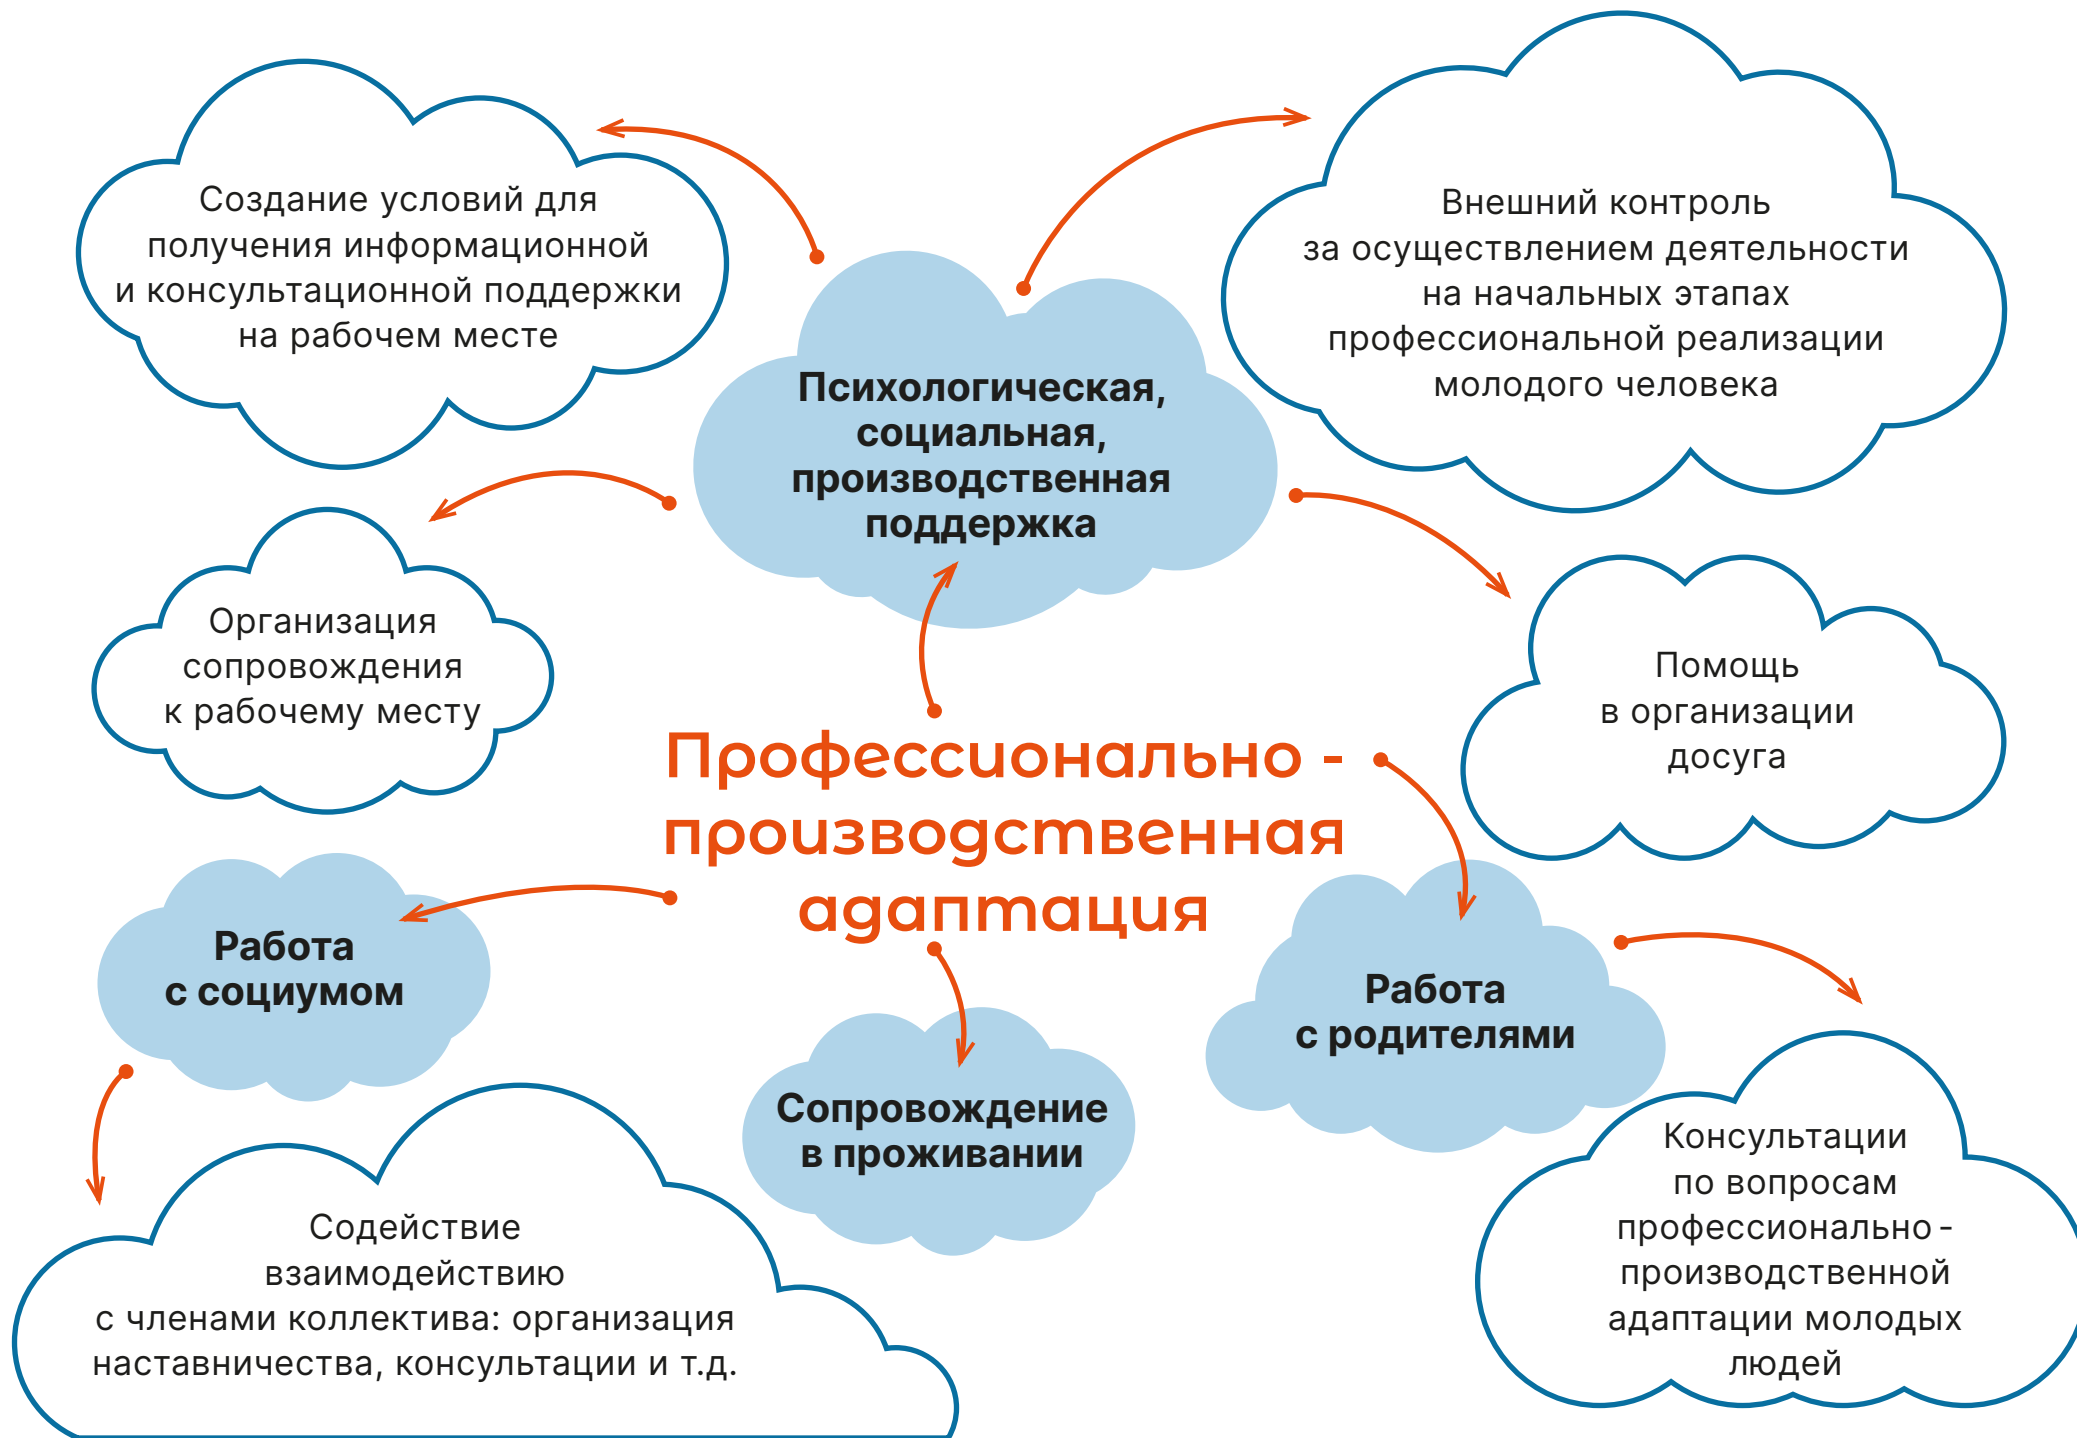 Создание условий для
получения информационной
и консультационной поддержки
на рабочем месте
Внешний контроль
за осуществлением деятельности
на начальных этапах
профессиональной реализации
молодого человека
Психологическая,
социальная,
производственная
поддержка
Организация
сопровождения
к рабочему месту
Помощь
в организации
досуга
Профессионально -
производственная
адаптация
Работа
с социумом
Работа
с родителями
Сопровождение
в проживании
Содействие
взаимодействию
с членами коллектива: организация
наставничества, консультации и т.д.
Консультации
по вопросам
профессионально -
производственной
адаптации молодых
людей